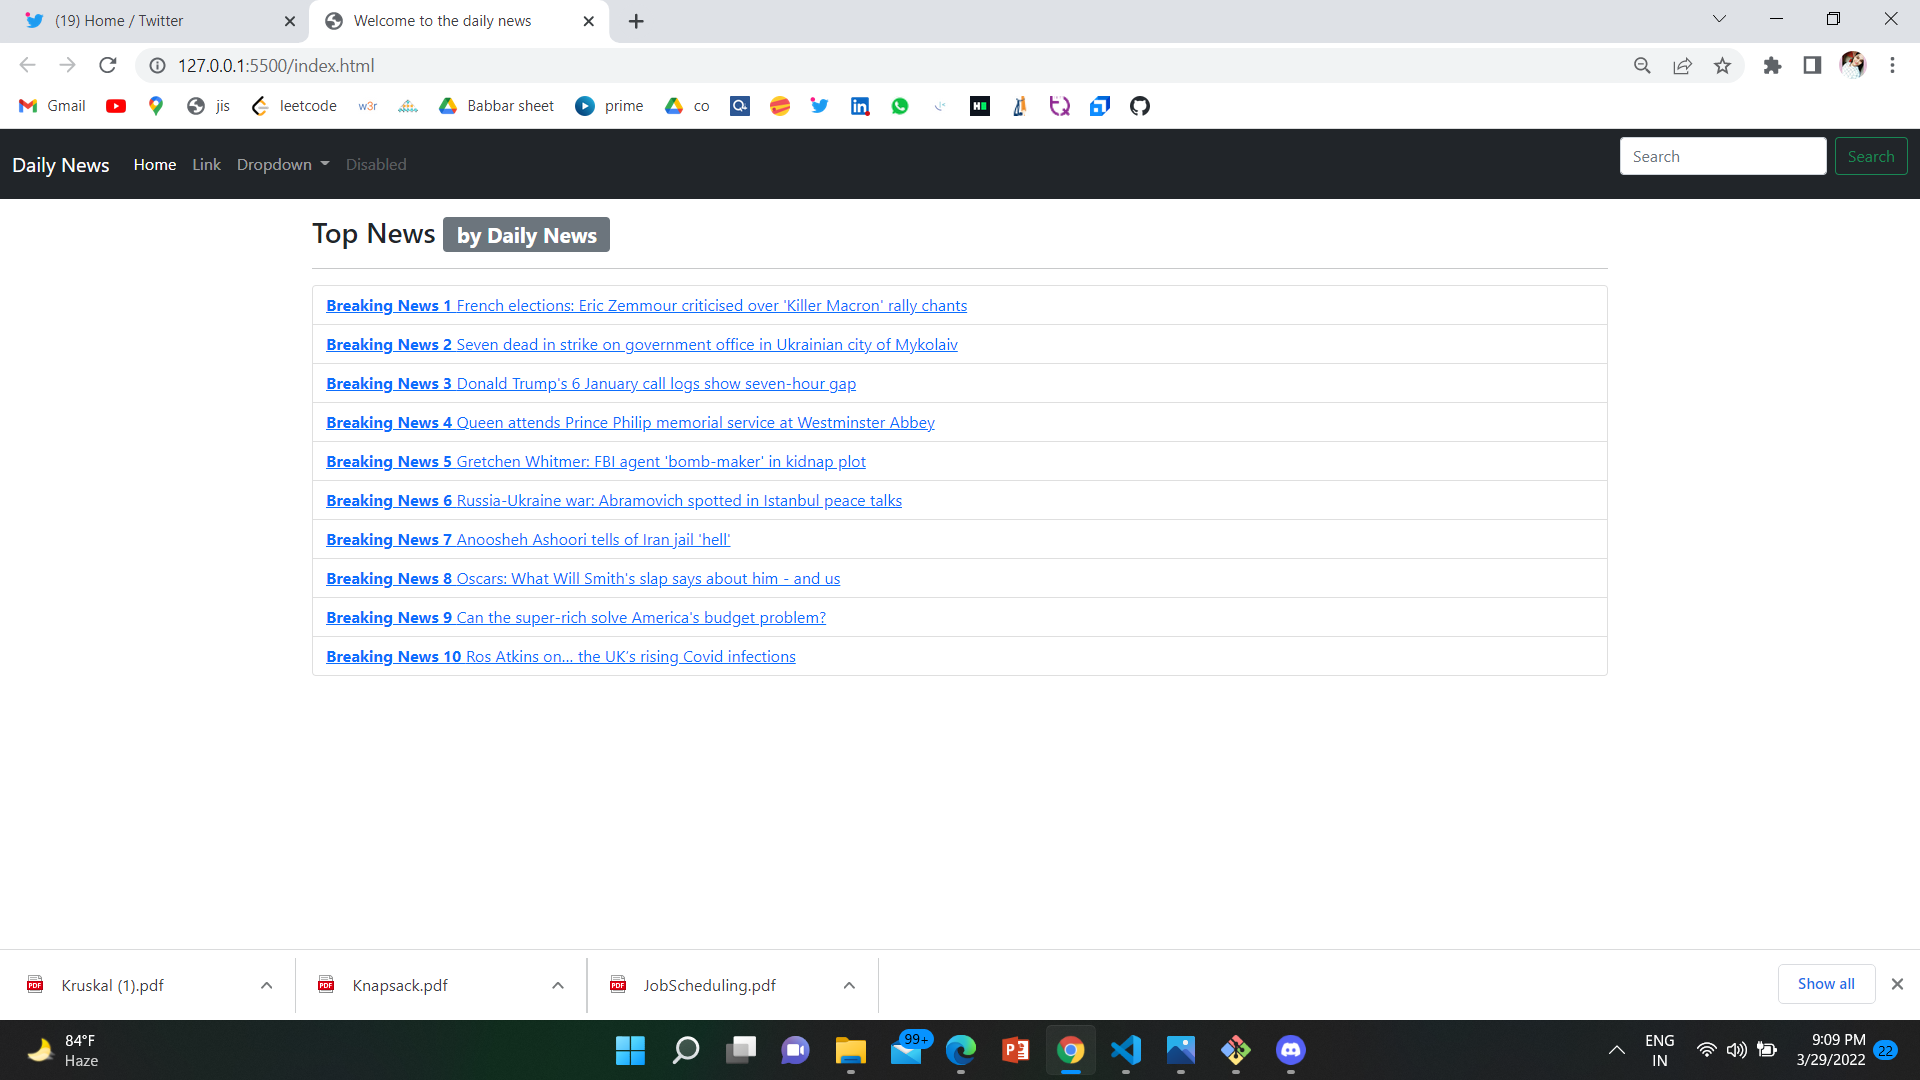 (19) Home / Twitter
Welcome to the daily news
127.0.0.1:5500/index.html
Gmail
jis
leetcode
w3r
Babbar sheet
prime
co
Daily News
Home
Link
Dropdown
Disabled
Search
Search
Top News by Daily News
Breaking News 1 French elections: Eric Zemmour criticised over 'Killer Macron' rally chants
Breaking News 2 Seven dead in strike on government office in Ukrainian city of Mykolaiv
Breaking News 3 Donald Trump's 6 January call logs show seven-hour gap
Breaking News 4 Queen attends Prince Philip memorial service at Westminster Abbey
Breaking News 5 Gretchen Whitmer: FBI agent 'bomb-maker' in kidnap plot
Breaking News 6 Russia-Ukraine war: Abramovich spotted in Istanbul peace talks
Breaking News 7 Anoosheh Ashoori tells of Iran jail 'hell'
Breaking News 8 Oscars: What Will Smith's slap says about him - and us
Breaking News 9 Can the super-rich solve America's budget problem?
Breaking News 10 Ros Atkins on... the UK's rising Covid infections
Kruskal (1).pdf
Knapsack.pdf
JobScheduling.pdf
Show all
84°F
Haze
99+
ENG
IN
9:09 PM
3/29/2022
22